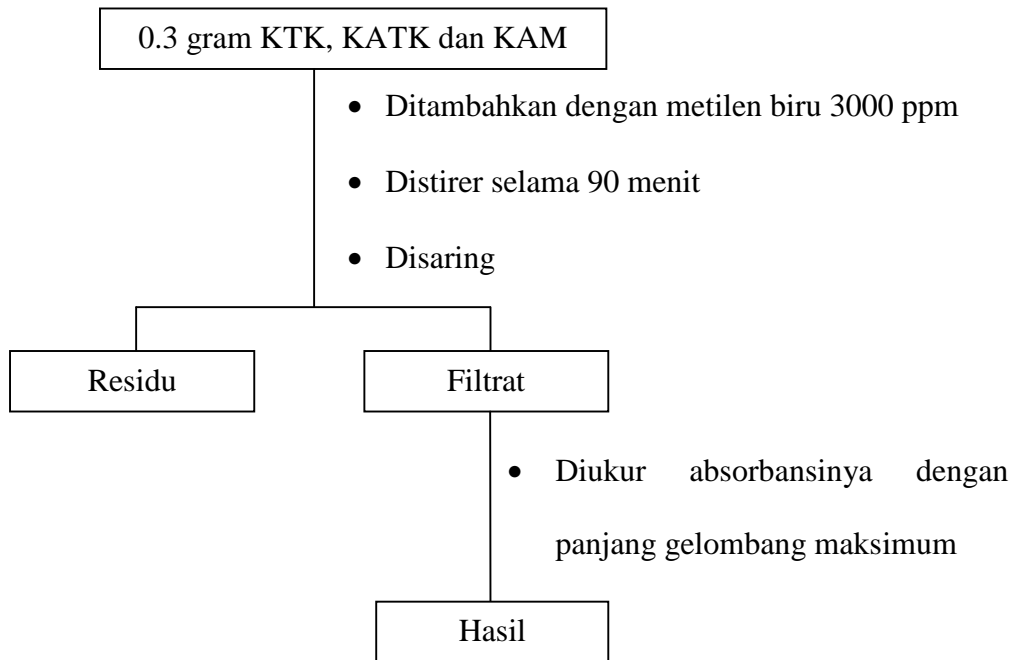 0.3 gram KTK, KATK dan KAM
• Ditambahkan dengan metilen biru 3000 ppm
• Distirer selama 90 menit
• Disaring
Residu
Filtrat
• Diukur absorbansinya dengan
panjang gelombang maksimum
Hasil